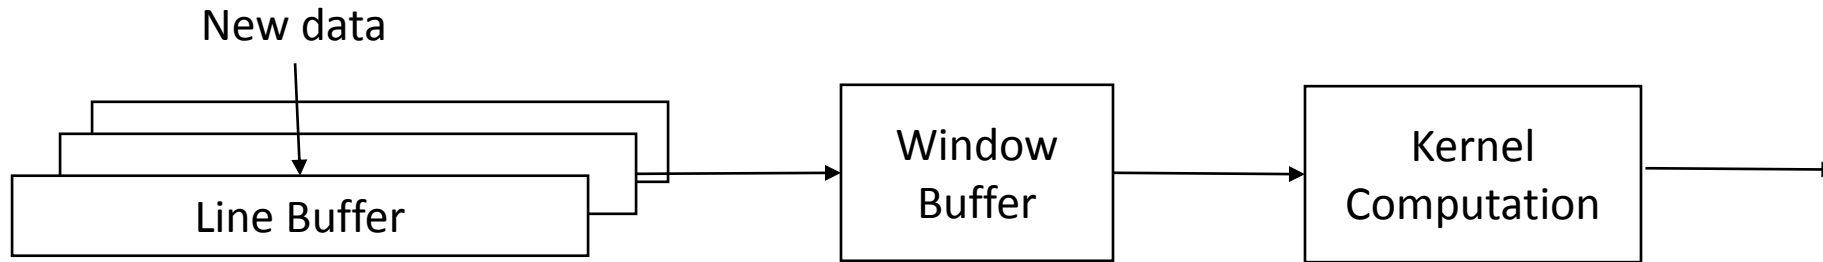 New data
Line Buffer
Window
Buffer
Kernel
Computation